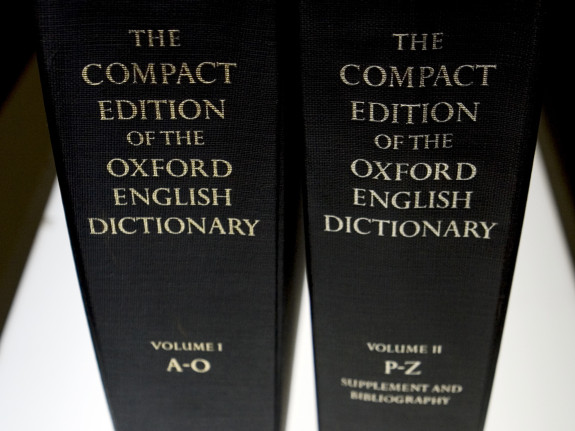 THE
COMPACT
EDITION
OF THE
OXFORD
ENGLISH
DICTIONARY
VOLUME I
A-O
THE
COMPACT
EDITION
OF THE
OXFORD
ENGLISH
DICTIONARY
VOLUME II
P-Z
SUPPLEMENT AND
BIBLIOGRAPHY